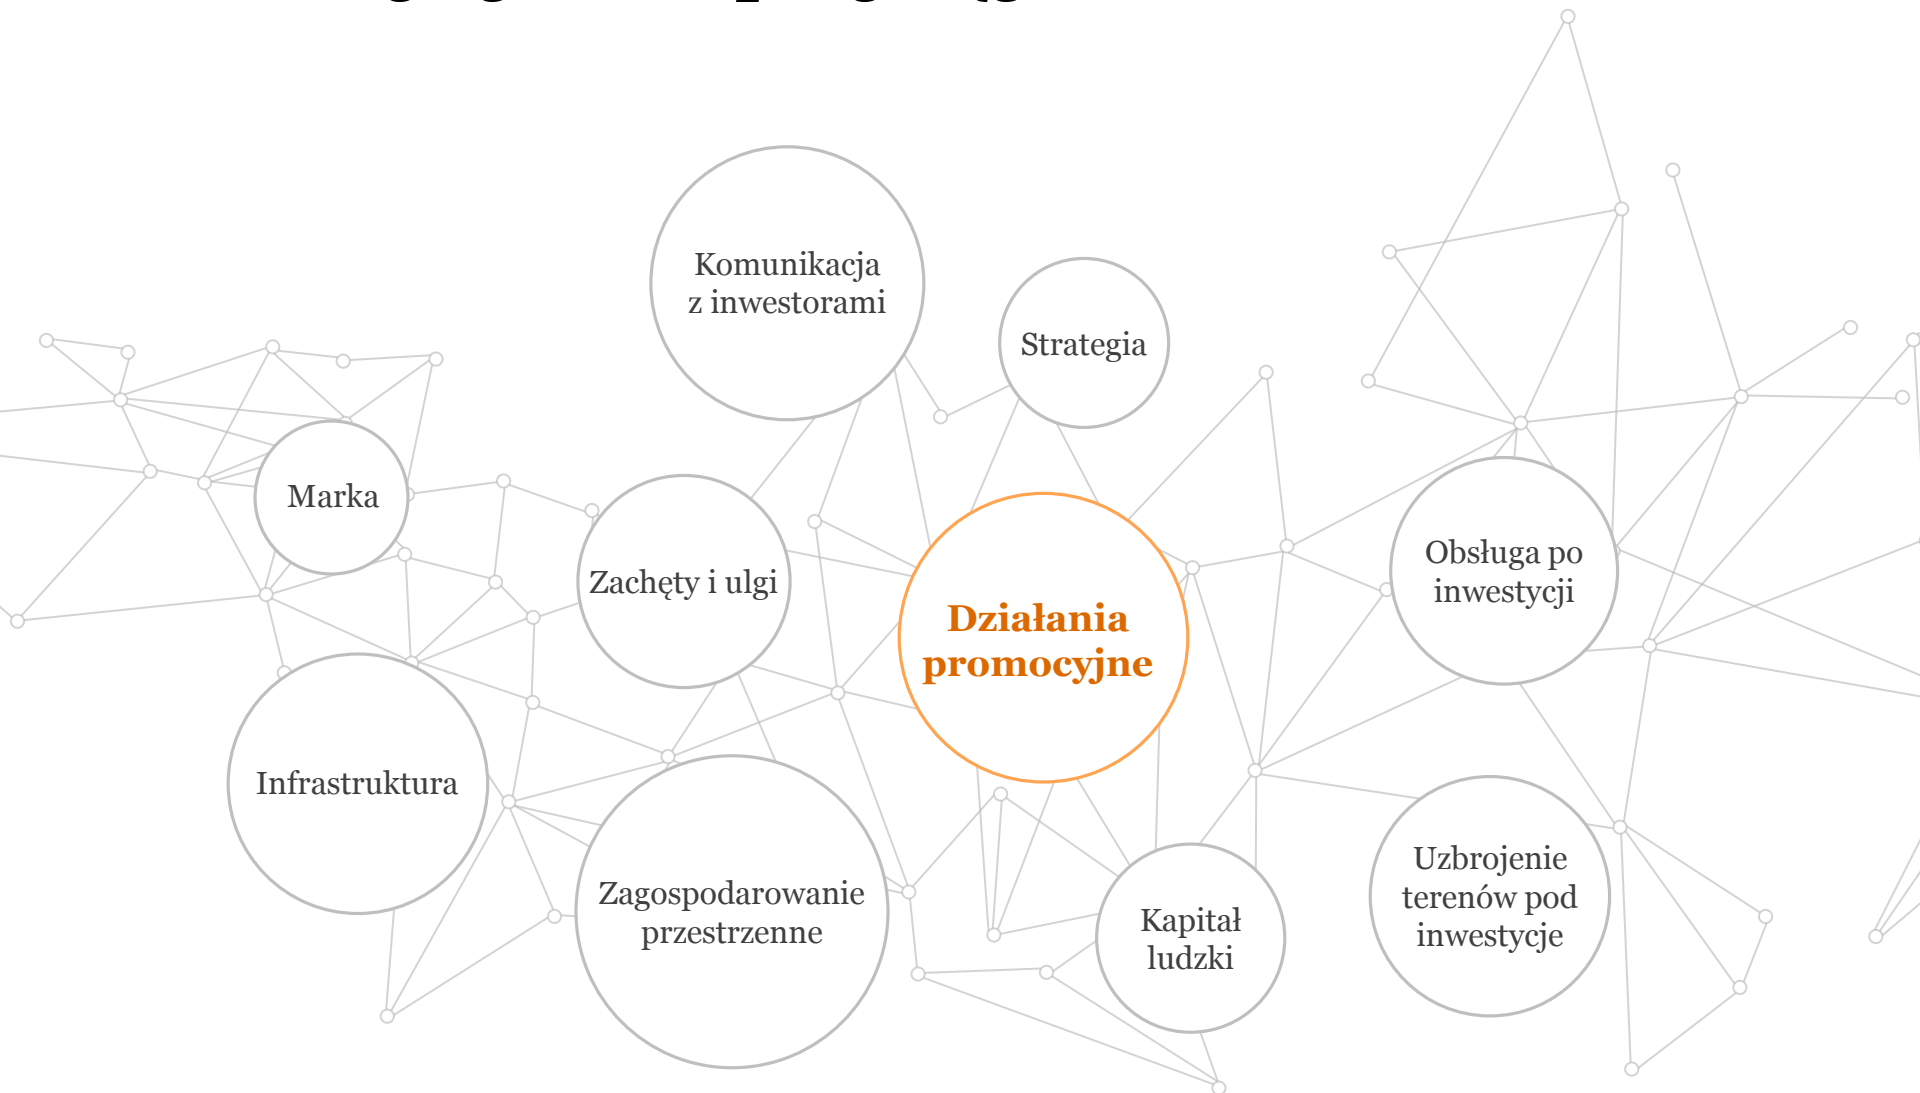 Komunikacja
z inwestorami
Strategia
Marka
Zachęty i ulgi
Obsługa po
inwestycji
Działania
promocyjne
Infrastruktura
Zagospodarowanie
przestrzenne
Kapitał
ludzki
Uzbrojenie
terenów pod
inwestycje